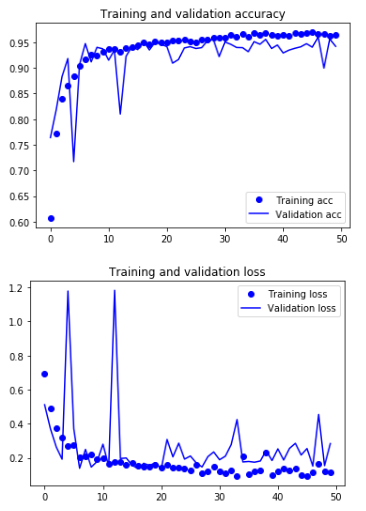 Training and validation accuracy
0.95
0.90
0.85
0.80
0.75
0.70
0.65
0.60
Training acc
Validation acc
0 10 20 30 40 50
Training and validation loss
1.2
1.0
0.8
0.6
0.4
0.2
Training loss
Validation loss
0 10 20 30 40 50